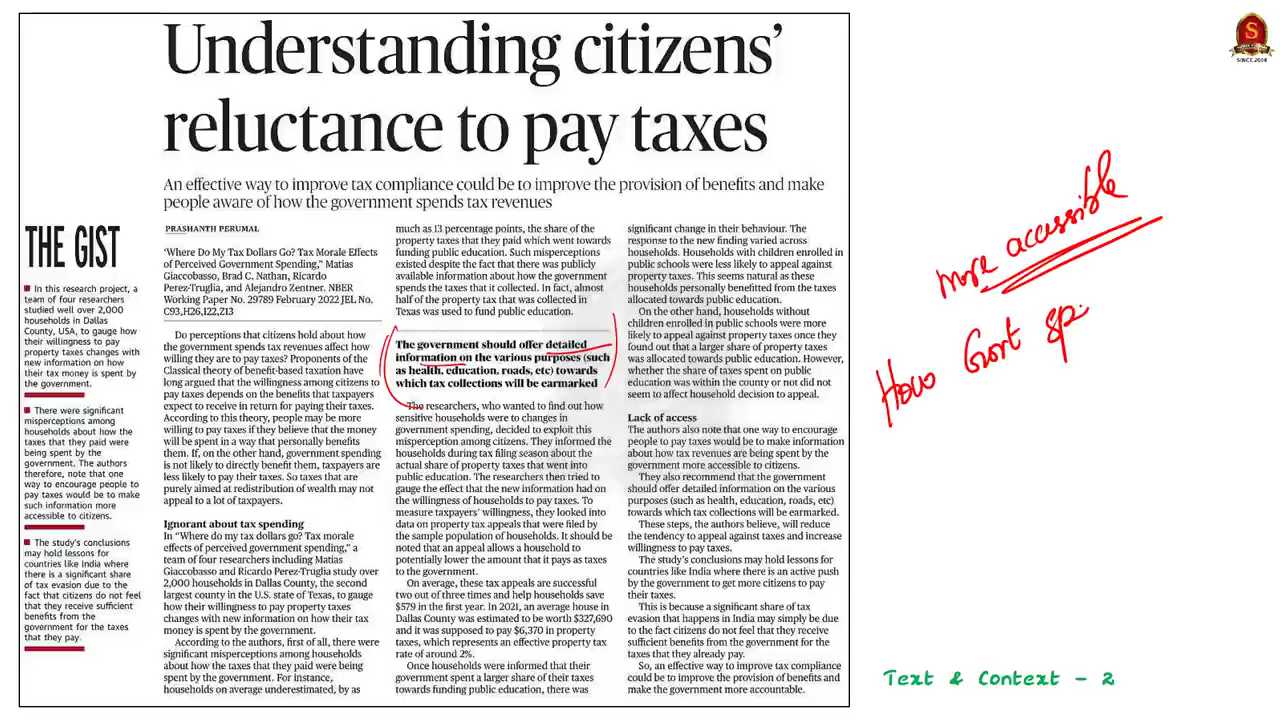 Understanding citizens'
reluctance to pay taxes
An effective way to improve tax compliance could be to improve the provision of benefits and make
people aware of how the government spends tax revenues
THE GIST
In this research project, a
team of four researchers
studied well over 2,000
households in Dallas
County, USA, to gauge how
their willingness to pay
property taxes changes with
new information on how
their tax money is spent by
the government.
There were significant
misperceptions among
households about how the
taxes that they paid were
being spent by the
government. The authors
therefore, note that one
way to encourage people to
pay taxes would be to make
such information more
accessible to citizens.
The study's conclusions
may hold lessons for
countries like India where
there is a significant share
of tax evasion due to the
fact that citizens do not feel
that they receive sufficient
benefits from the
government for the taxes
that they pay.
PRASHANTH PERUMAL
'Where Do My Tax Dollars Go? Tax Morale Effects
of Perceived Government Spending," Matias
Giaccobasso, Brad C. Nathan, Ricardo
Perez-Truglia, and Alejandro Zentner. NBER
Working Paper No. 29789 February 2022 JEL No.
C93,H26,I22,Z13
Do perceptions that citizens hold about how
the government spends tax revenues affect how
willing they are to pay taxes? Proponents of the
Classical theory of benefit-based taxation have
long argued that the willingness among citizens to
pay taxes depends on the benefits that taxpayers
expect to receive in return for paying their taxes.
According to this theory, people may be more
willing to pay taxes if they believe that the money
will be spent in a way that personally benefits
them. If, on the other hand, government spending
is not likely to directly benefit them, taxpayers are
less likely to pay their taxes. So taxes that are
purely aimed at redistribution of wealth may not
appeal to a lot of taxpayers.
Ignorant about tax spending
In "Where do my tax dollars go? Tax morale
effects of perceived government spending," a
team of four researchers including Matias
Giaccobasso and Ricardo Perez-Truglia study over
2,000 households in Dallas County, the second
largest county in the U.S. state of Texas, to gauge
how their willingness to pay property taxes
changes with new information on how their tax
money is spent by the government.
According to the authors, first of all, there were
significant misperceptions among households
about how the taxes that they paid were being
spent by the government. For instance,
households on average underestimated, by as
much as 13 percentage points, the share of the
property taxes that they paid which went towards
funding public education. Such misperceptions
existed despite the fact that there was publicly
available information about how the government
spends the taxes that it collected. In fact, almost
half of the property tax that was collected in
Texas was used to fund public education.
The government should offer detailed
information on the various purposes (such
as health, education, roads, etc) towards
which tax collections will be earmarked
The researchers, who wanted to find out how
sensitive households were to changes in
government spending, decided to exploit this
misperception among citizens. They informed the
households during tax filing season about the
actual share of property taxes that went into
public education. The researchers then tried to
gauge the effect that the new information had on
the willingness of households to pay taxes. To
measure taxpayers' willingness, they looked into
data on property tax appeals that were filed by
the sample population of households. It should be
noted that an appeal allows a household to
potentially lower the amount that it pays as taxes
to the government.
On average, these tax appeals are successful
two out of three times and help households save
$579 in the first year. In 2021, an average house in
Dallas County was estimated to be worth $327,690
and it was supposed to pay $6,370 in property
taxes, which represents an effective property tax
rate of around 2%.
Once households were informed that their
government spent a larger share of their taxes
towards funding public education, there was
significant change in their behaviour. The
response to the new finding varied across
households. Households with children enrolled in
public schools were less likely to appeal against
property taxes. This seems natural as these
households personally benefitted from the taxes
allocated towards public education.
On the other hand, households without
children enrolled in public schools were more
likely to appeal against property taxes once they
found out that a larger share of property taxes
was allocated towards public education. However,
whether the share of taxes spent on public
education was within the county or not did not
seem to affect household decision to appeal.
Lack of access
The authors also note that one way to encourage
people to pay taxes would be to make information
about how tax revenues are being spent by the
government more accessible to citizens.
They also recommend that the government
should offer detailed information on the various
purposes (such as health, education, roads, etc)
towards which tax collections will be earmarked.
These steps, the authors believe, will reduce
the tendency to appeal against taxes and increase
willingness to pay taxes.
The study's conclusions may hold lessons for
countries like India where there is an active push
by the government to get more citizens to pay
their taxes.
This is because a significant share of tax
evasion that happens in India may simply be due
to the fact citizens do not feel that they receive
sufficient benefits from the government for the
taxes that they already pay.
So, an effective way to improve tax compliance
could be to improve the provision of benefits and
make the government more accountable.
more accessible
How Govt sp
S
SINCE 2004
Text & Context - 2